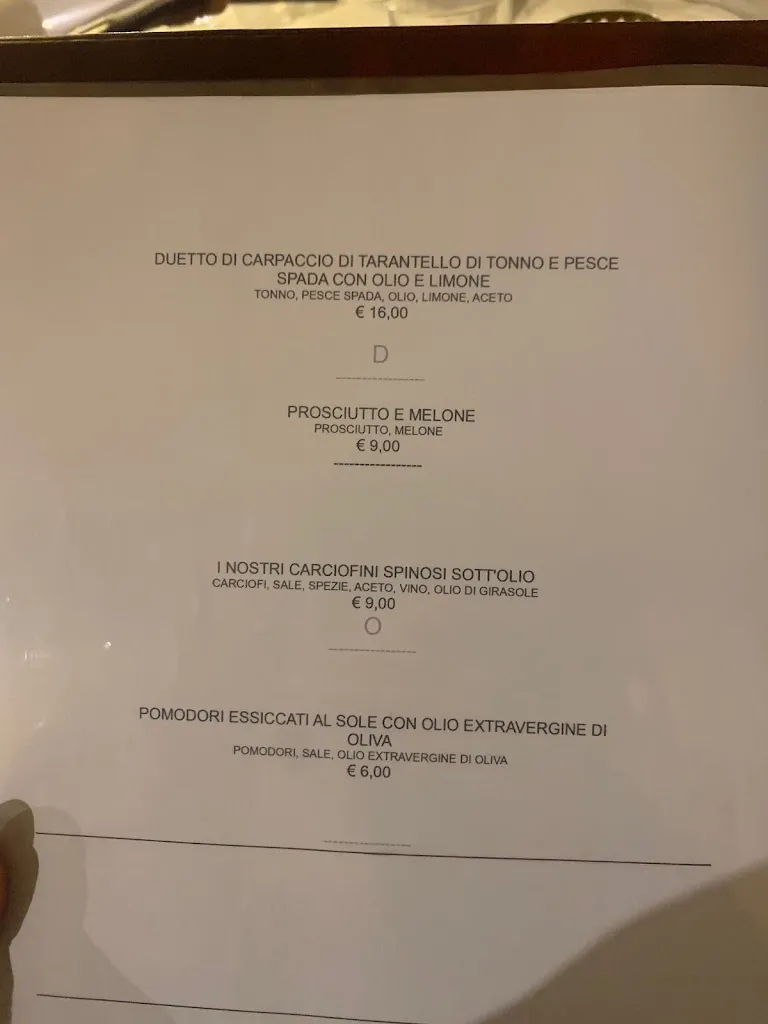 DUETTO DI CARPACCIO DI TARANTELLO DI TONNO E PESCE
SPADA CON OLIO E LIMONE
TONNO, PESCE SPADA, OLIO, LIMONE, ACETO
€ 16,00
D
-----------------
PROSCIUTTO E MELONE
PROSCIUTTO, MELONE
€ 9,00
-----------------
I NOSTRI CARCIOFINI SPINOSI SOTT'OLIO
CARCIOFI, SALE, SPEZIE, ACETO, VINO, OLIO DI GIRASOLE
€ 9,00
O
-----------------
POMODORI ESSICCATI AL SOLE CON OLIO EXTRAVERGINE DI
OLIVA
POMODORI, SALE, OLIO EXTRAVERGINE DI OLIVA
€ 6,00
-----------------